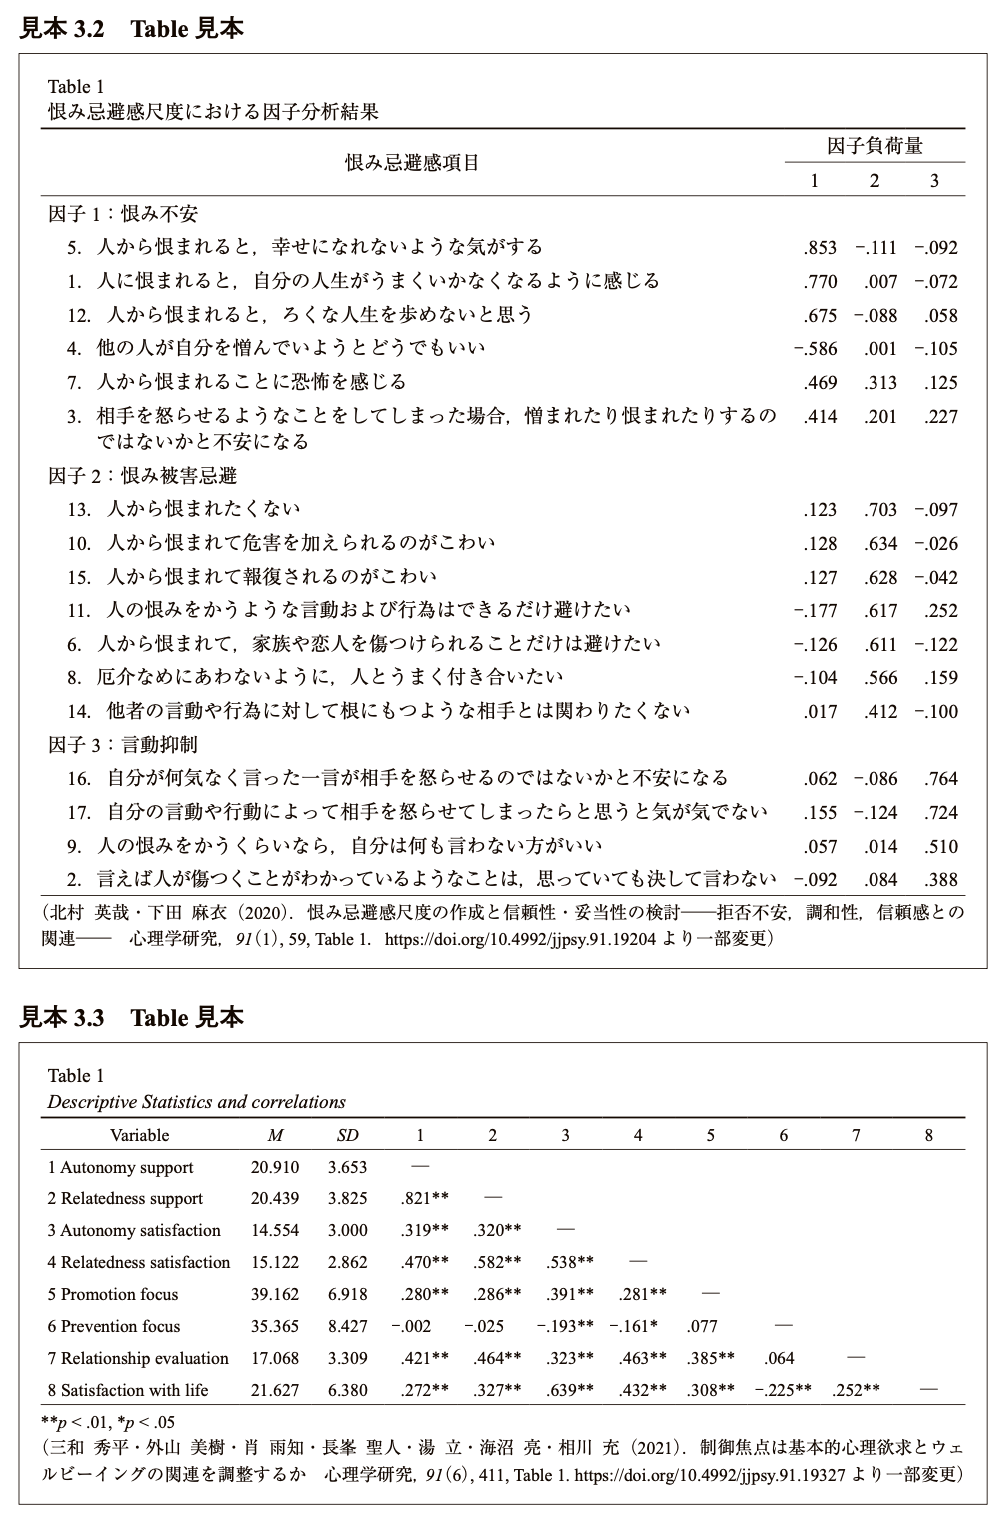 見本 3.2　Table 見本
Table 1
恨み忌避感尺度における因子分析結果
恨み忌避感項目 因子負荷量
1 2 3
因子 1：恨み不安
5. 人から恨まれると，幸せになれないような気がする .853 −.111 −.092
1. 人に恨まれると，自分の人生がうまくいかなくなるように感じる .770 .007 −.072
12. 人から恨まれると，ろくな人生を歩めないと思う .675 −.088 .058
4. 他の人が自分を憎んでいようとどうでもいい −.586 .001 −.105
7. 人から恨まれることに恐怖を感じる .469 .313 .125
3. 相手を怒らせるようなことをしてしまった場合，憎まれたり恨まれたりするの .414 .201 .227
ではないかと不安になる
因子 2：恨み被害忌避
13. 人から恨まれたくない .123 .703 −.097
10. 人から恨まれて危害を加えられるのがこわい .128 .634 −.026
15. 人から恨まれて報復されるのがこわい .127 .628 −.042
11. 人の恨みをかうような言動および行為はできるだけ避けたい −.177 .617 .252
6. 人から恨まれて，家族や恋人を傷つけられることだけは避けたい −.126 .611 −.122
8. 厄介なめにあわないように，人とうまく付き合いたい −.104 .566 .159
14. 他者の言動や行為に対して根にもつような相手とは関わりたくない .017 .412 −.100
因子 3：言動抑制
16. 自分が何気なく言った一言が相手を怒らせるのではないかと不安になる .062 −.086 .764
17. 自分の言動や行動によって相手を怒らせてしまったらと思うと気が気でない .155 −.124 .724
9. 人の恨みをかうくらいなら，自分は何も言わない方がいい .057 .014 .510
2. 言えば人が傷つくことがわかっているようなことは，思っていても決して言わない −.092 .084 .388
（北村 英哉・下田 麻衣（2020）．恨み忌避感尺度の作成と信頼性・妥当性の検討――拒否不安，調和性，信頼感との
関連――　心理学研究，91(1), 59, Table 1. https://doi.org/10.4992/jjpsy.91.19204 より一部変更）
見本 3.3　Table 見本
Table 1
Descriptive Statistics and correlations
Variable M SD 1 2 3 4 5 6 7 8
1 Autonomy support 20.910 3.653 —
2 Relatedness support 20.439 3.825 .821** —
3 Autonomy satisfaction 14.554 3.000 .319** .320** —
4 Relatedness satisfaction 15.122 2.862 .470** .582** .538** —
5 Promotion focus 39.162 6.918 .280** .286** .391** .281** —
6 Prevention focus 35.365 8.427 −.002 −.025 −.193** −.161* .077 —
7 Relationship evaluation 17.068 3.309 .421** .464** .323** .463** .385** .064 —
8 Satisfaction with life 21.627 6.380 .272** .327** .639** .432** .308** −.225** .252** —
**p < .01, *p < .05
（三和 秀平・外山 美樹・肖 雨知・長峯 聖人・湯 立・海沼 亮・相川 充（2021）．制御焦点は基本的心理欲求とウェ
ルビーイングの関連を調整するか　心理学研究，91(6), 411, Table 1. https://doi.org/10.4992/jjpsy.91.19327 より一部変更）